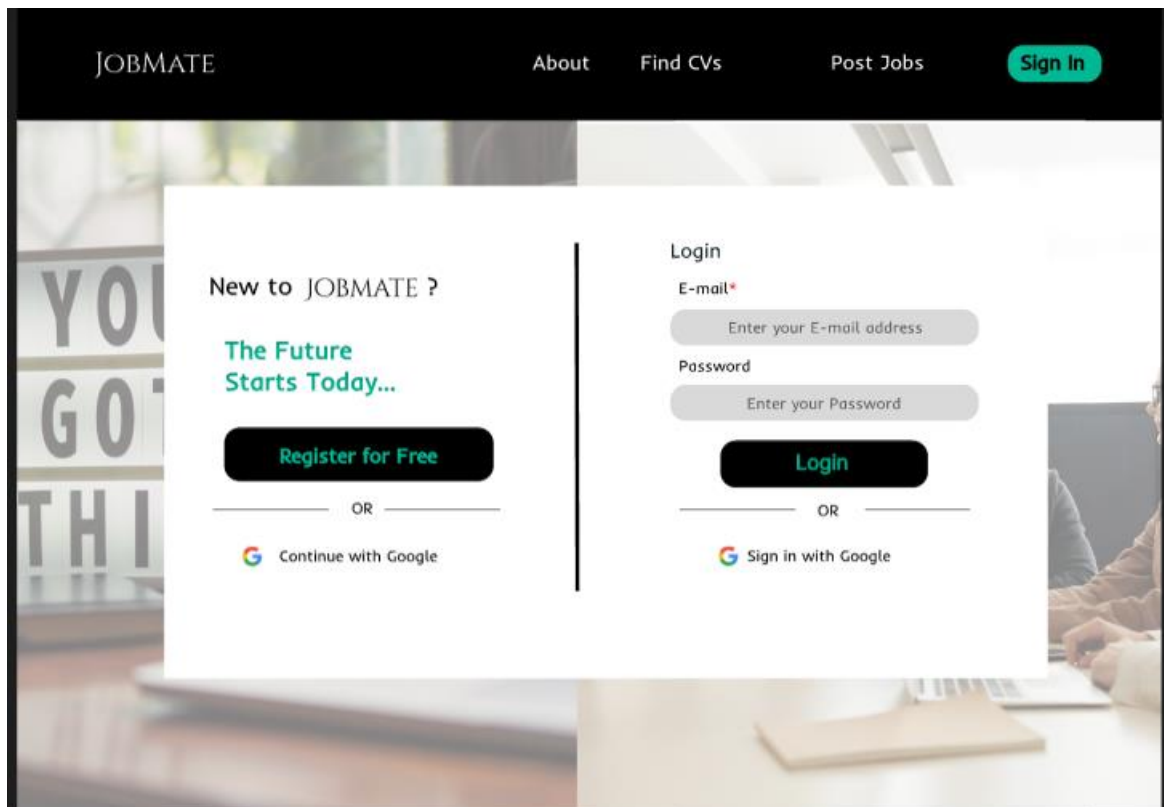 JOBMATE
About
Find CVs
Post Jobs
Sign In
YOU
GOT
THI
New to JOBMATE ?
The Future
Starts Today...
Register for Free
OR
Continue with Google
Login
E-mail*
Enter your E-mail address
Password
Enter your Password
Login
OR
Sign in with Google